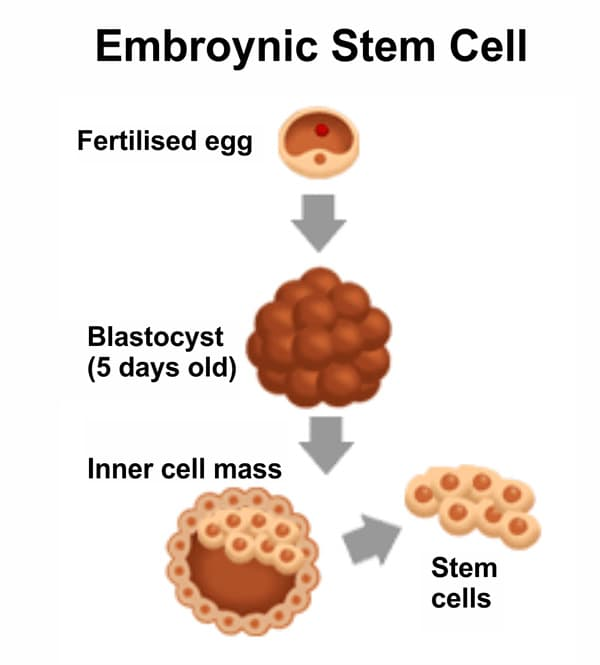 Embroynic Stem Cell
Fertilised egg
Blastocyst
(5 days old)
Inner cell mass
Stem
cells